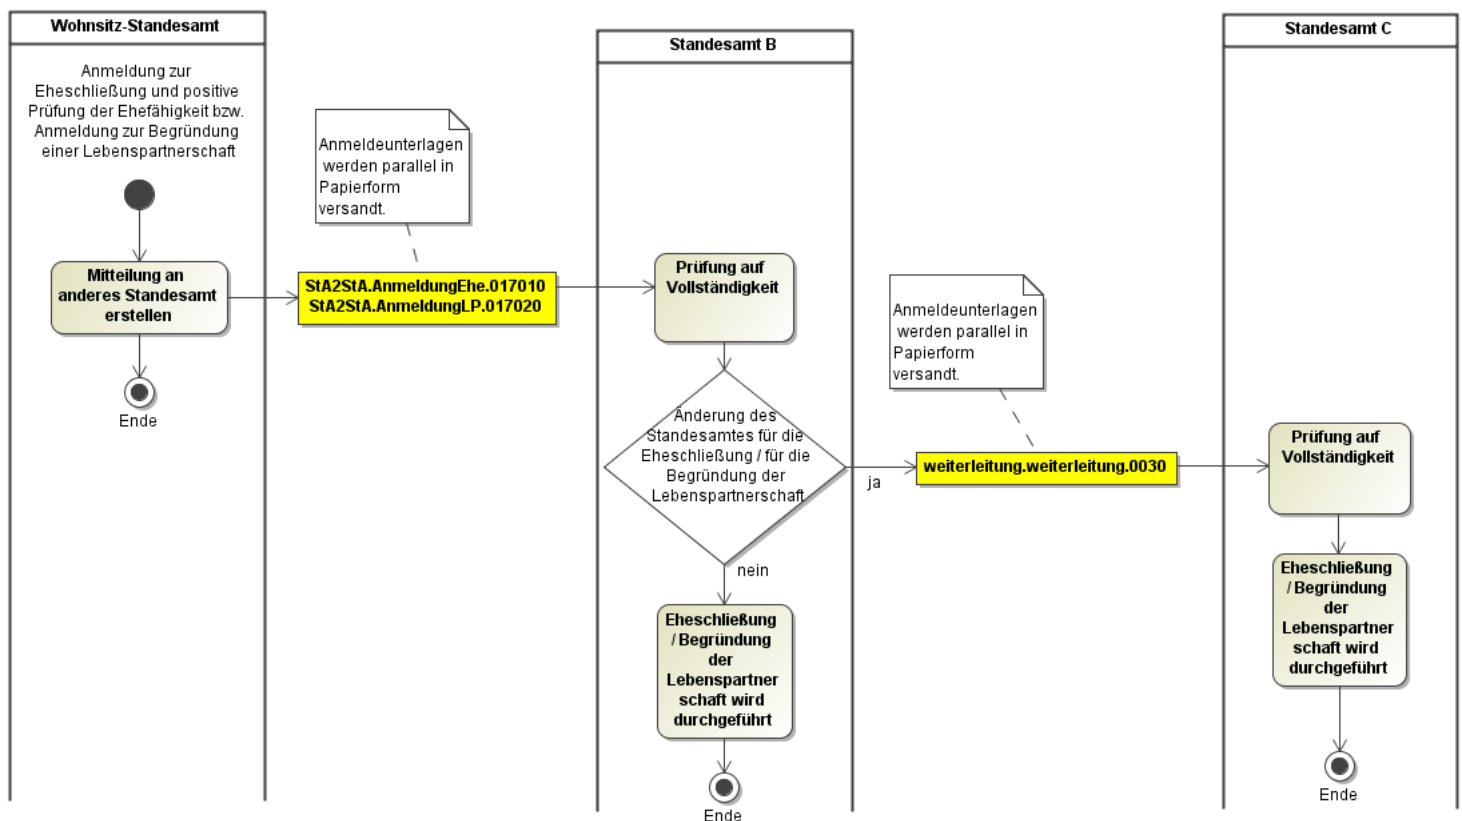 Wohnsitz-Standesamt
Anmeldung zur
Eheschließung und positive
Prüfung der Ehefähigkeit bzw.
Anmeldung zur Begründung
einer Lebenspartnerschaft
Mitteilung an
anderes Standesamt
erstellen
Ende
Anmeldeunterlagen
werden parallel in
Papierform
versandt.
StA2StA.AnmeldungEhe.017010
StA2StA.AnmeldungLP.017020
Standesamt B
Prüfung auf
Vollständigkeit
Änderung des
Standesamtes für die
Eheschließung / für die
Begründung der
Lebenspartnerschaft
ja
nein
Eheschließung
/ Begründung
der
Lebenspartner
schaft wird
durchgeführt
Ende
Anmeldeunterlagen
werden parallel in
Papierform
versandt.
weiterleitung.weiterleitung.0030
Standesamt C
Prüfung auf
Vollständigkeit
Eheschließung
/ Begründung
der
Lebenspartner
schaft wird
durchgeführt
Ende